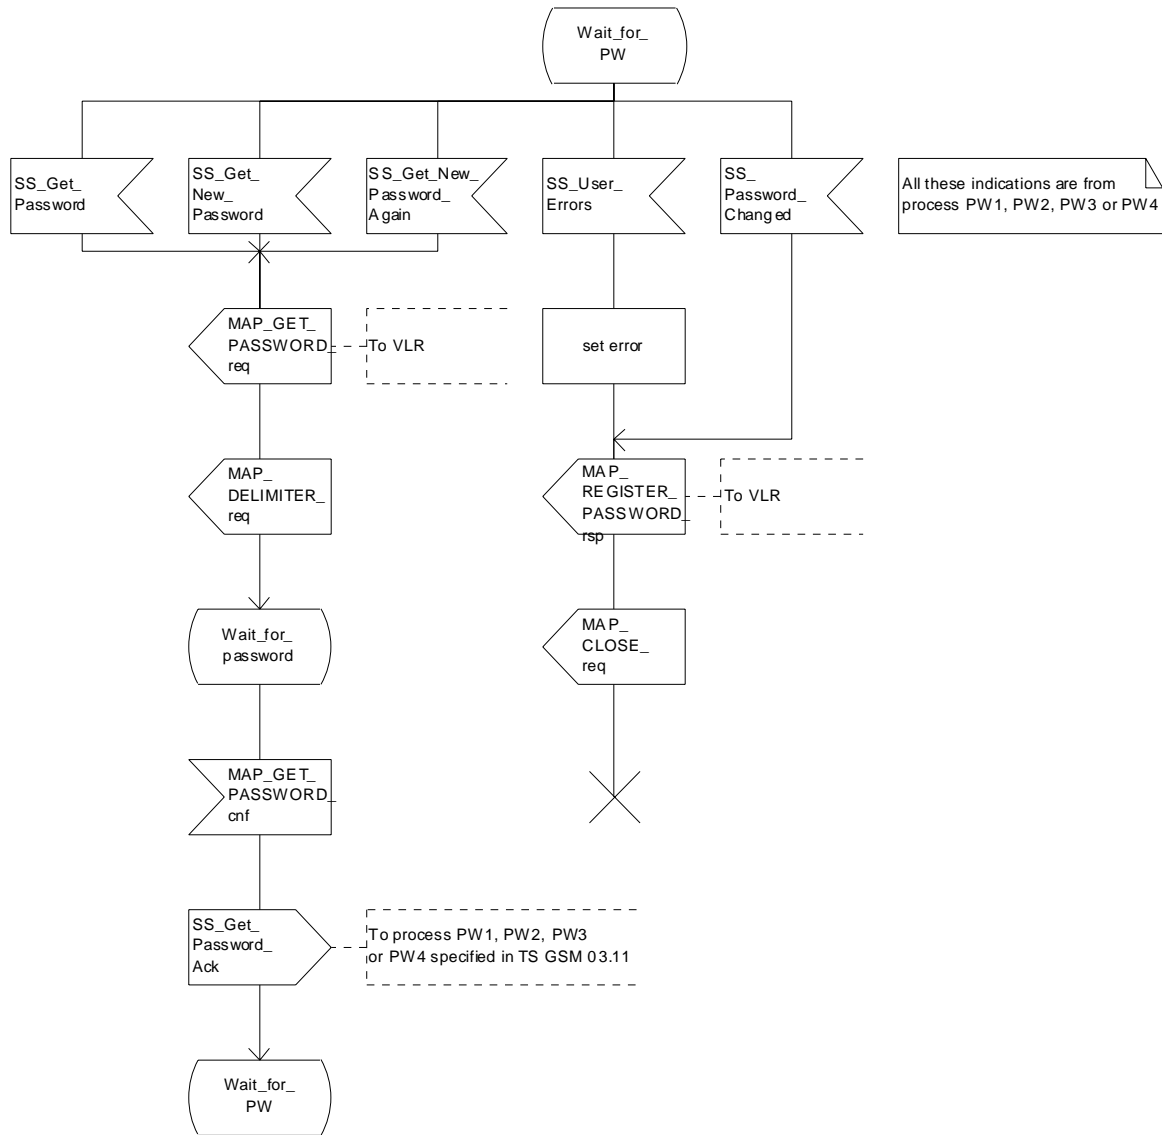 Wait_for_
PW
SS_Get_
Password
SS_Get_
New_
Password
SS_Get_New_
Password_
Again
SS_User_
Errors
SS_
Password_
Changed
All these indications are from
process PW1, PW2, PW3 or PW4
MAP_GET_
PASSWORD_
req
To VLR
set error
MAP_
DELIMITER_
req
MAP_
REGISTER_
PASSWORD_
rsp
To VLR
Wait_for_
password
MAP_
CLOSE_
req
MAP_GET_
PASSWORD_
cnf
SS_Get_
Password_
Ack
To process PW1, PW2, PW3
or PW4 specified in TS GSM 03.11
Wait_for_
PW